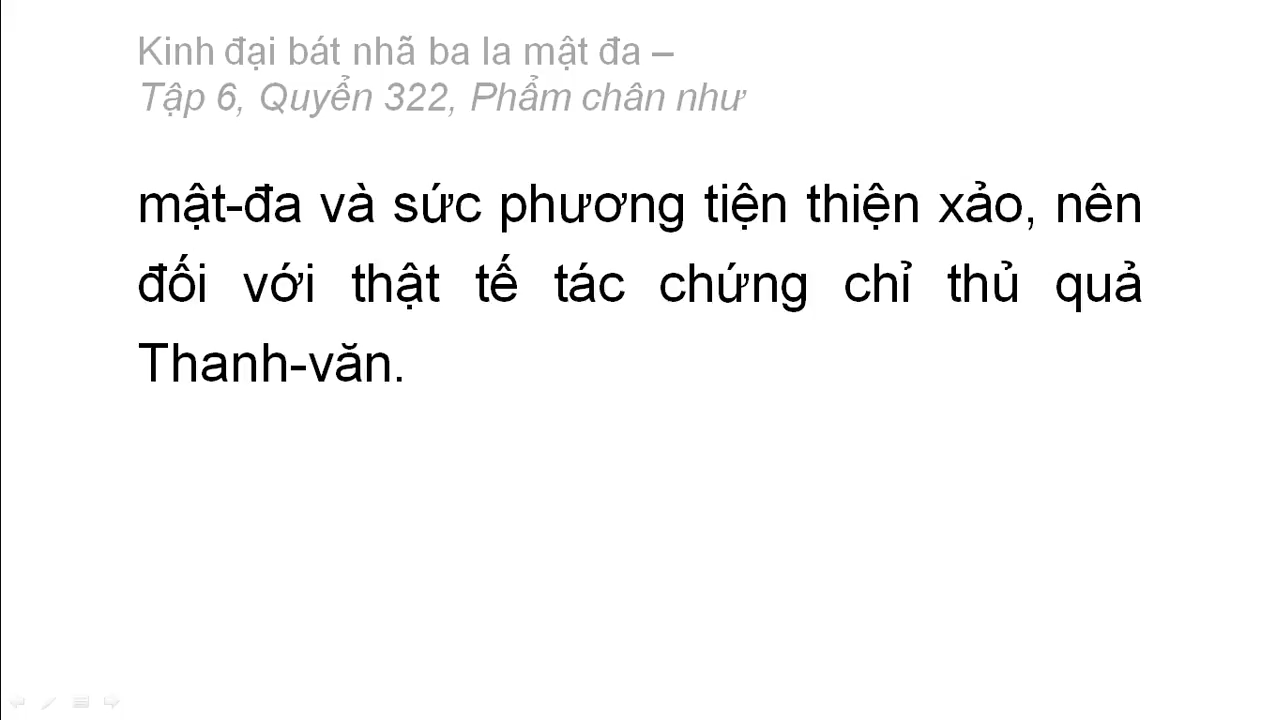 Kinh đại bát nhã ba la mật đa –
Tập 6, Quyển 322, Phẩm chân như
mật-đa và sức phương tiện thiện xảo, nên
đối với thật tế tác chứng chỉ thủ quả
Thanh-văn.